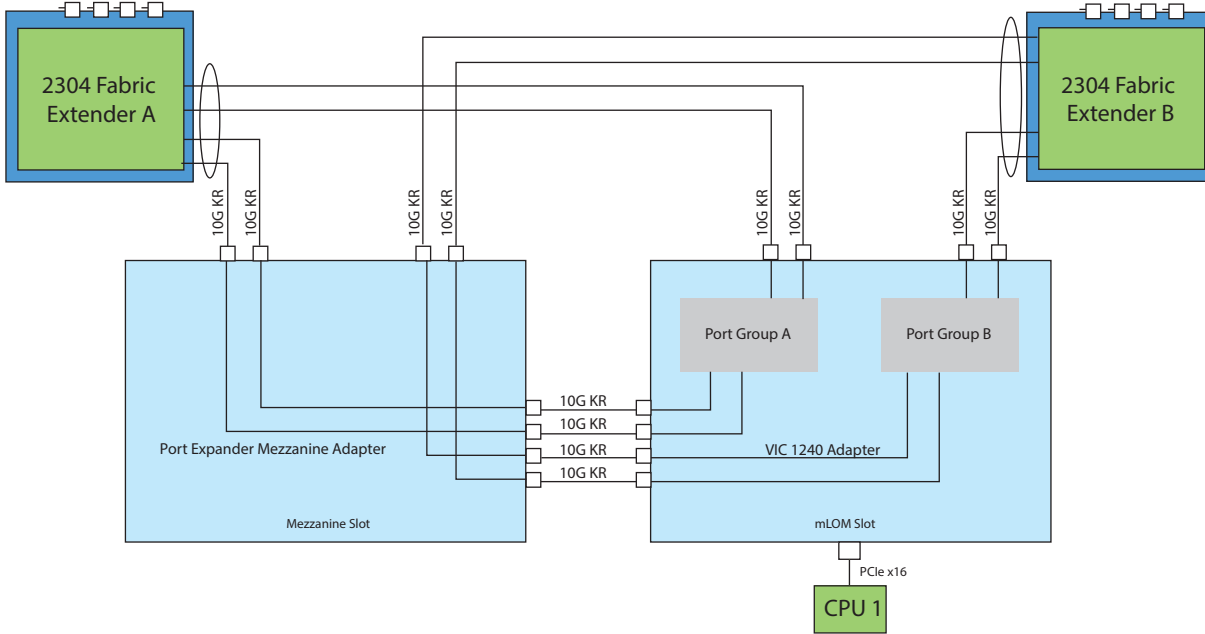 2304 Fabric
Extender A
2304 Fabric
Extender B
10G KR
10G KR
10G KR
10G KR
10G KR
10G KR
10G KR
10G KR
Port Group A
Port Group B
10G KR
10G KR
10G KR
10G KR
Port Expander Mezzanine Adapter
VIC 1240 Adapter
Mezzanine Slot
mLOM Slot
PCIe x16
CPU 1